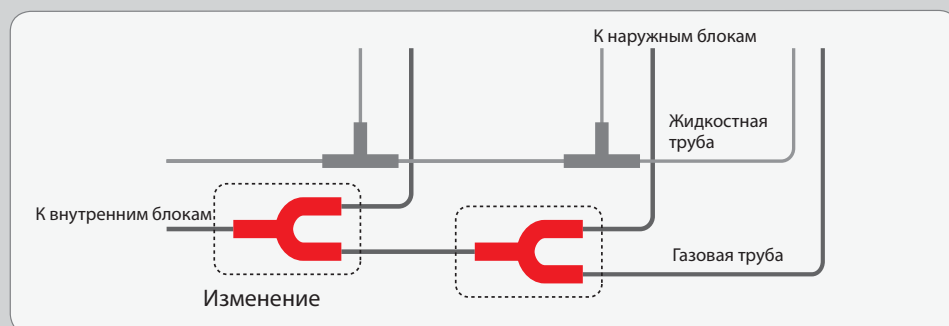 К наружным блокам
Жидкостная
труба
К внутренним блокам
Газовая труба
Изменение